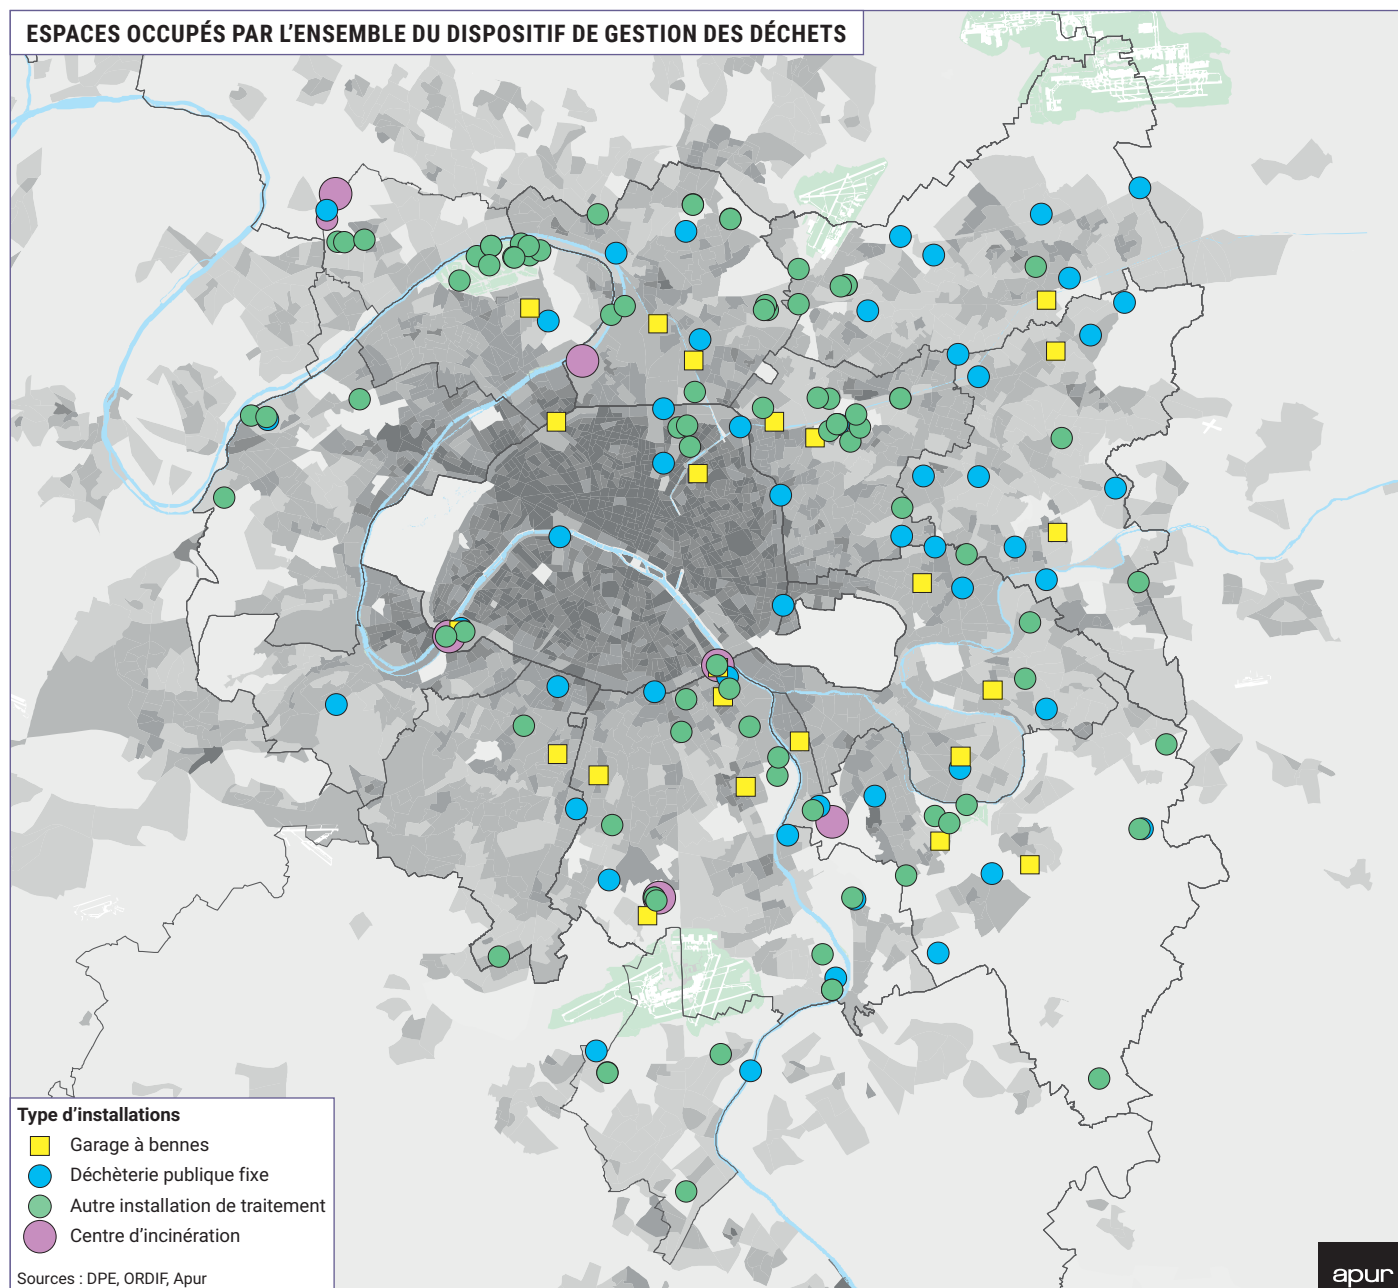 ESPACES OCCUPÉS PAR L’ENSEMBLE DU DISPOSITIF DE GESTION DES DÉCHETS
Type d’installations
Garage à bennes
Déchèterie publique fixe
Autre installation de traitement
Centre d’incinération
Sources : DPE, ORDIF, Apur
apur